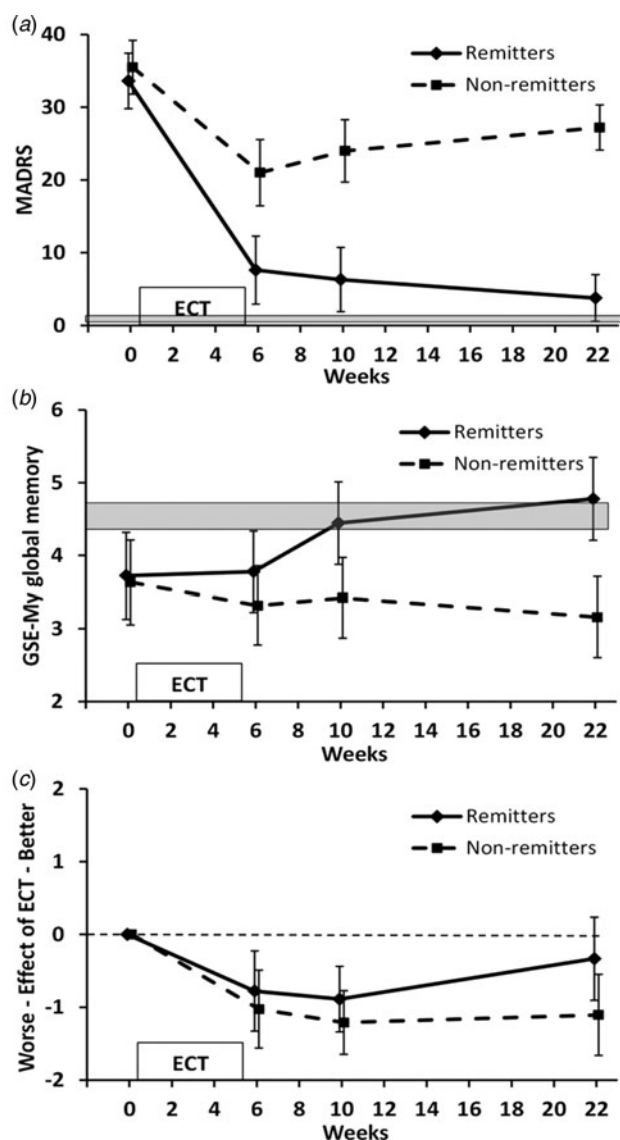 (a)
40
30
20
10
0
MADRS
Remitters
Non-remitters
ECT
0 2 4 6 8 10 12 14 16 18 20 22
Weeks
(b)
6
5
4
3
2
GSE-My global memory
Remitters
Non-remitters
ECT
0 2 4 6 8 10 12 14 16 18 20 22
Weeks
(c)
2
1
0
-1
-2
Worse - Effect of ECT - Better
Remitters
Non-remitters
ECT
0 2 4 6 8 10 12 14 16 18 20 22
Weeks